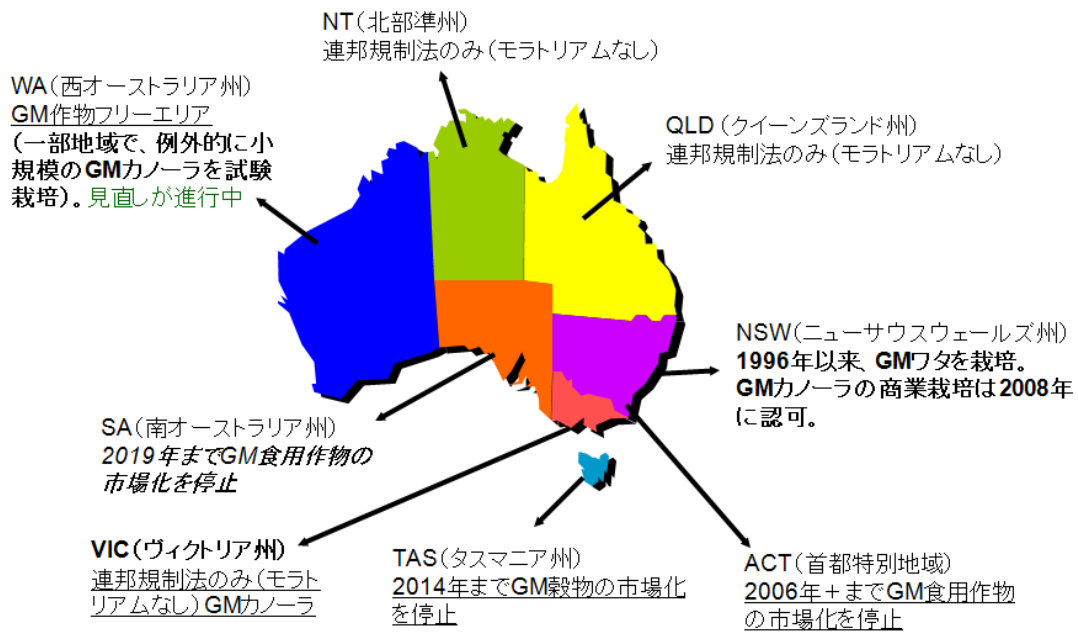 NT(北部準州)
連邦規制法のみ(モラトリアムなし)
WA(西オーストラリア州)
GM作物フリーエリア
(一部地域で、例外的に小
規模のGMカノーラを試験
栽培)。見直しが進行中
QLD(クイーンズランド州)
連邦規制法のみ(モラトリアムなし)
NSW(ニューサウスウェールズ州)
1996年以来、GMワタを栽培。
GMカノーラの商業栽培は2008年
に認可。
SA(南オーストラリア州)
2019年までGM食用作物の
市場化を停止
VIC(ヴィクトリア州)
連邦規制法のみ(モラト
リアムなし)GMカノーラ
TAS(タスマニア州)
2014年までGM穀物の市場化
を停止
ACT(首都特別地域)
2006年+までGM食用作物
の市場化を停止